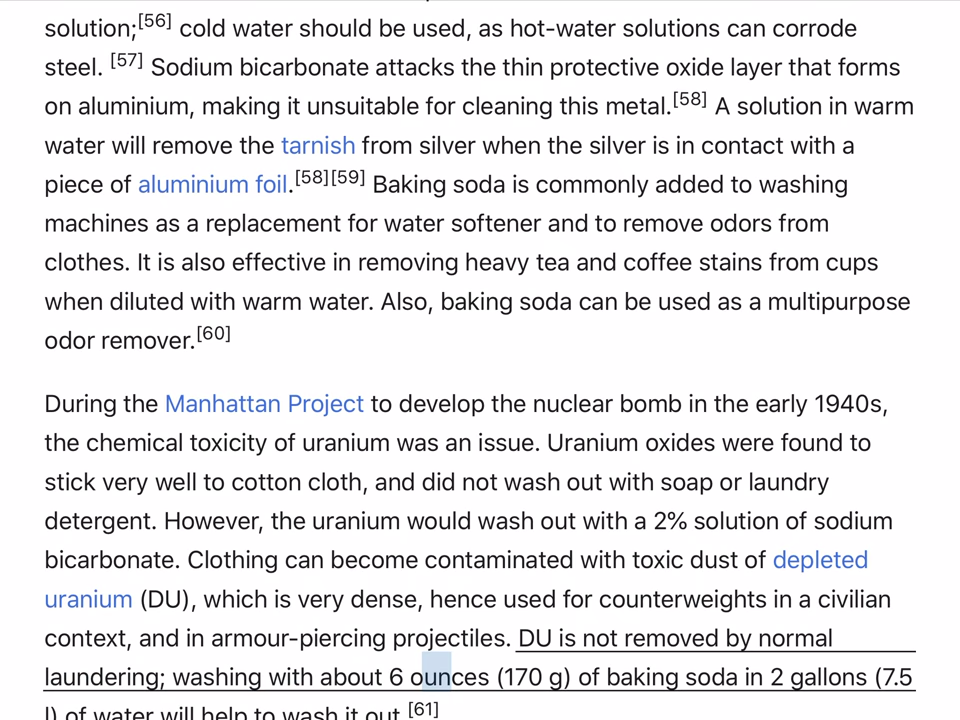 solution;[56] cold water should be used, as hot-water solutions can corrode
steel. [57] Sodium bicarbonate attacks the thin protective oxide layer that forms
on aluminium, making it unsuitable for cleaning this metal.[58] A solution in warm
water will remove the tarnish from silver when the silver is in contact with a
piece of aluminium foil.[58][59] Baking soda is commonly added to washing
machines as a replacement for water softener and to remove odors from
clothes. It is also effective in removing heavy tea and coffee stains from cups
when diluted with warm water. Also, baking soda can be used as a multipurpose
odor remover.[60]
During the Manhattan Project to develop the nuclear bomb in the early 1940s,
the chemical toxicity of uranium was an issue. Uranium oxides were found to
stick very well to cotton cloth, and did not wash out with soap or laundry
detergent. However, the uranium would wash out with a 2% solution of sodium
bicarbonate. Clothing can become contaminated with toxic dust of depleted
uranium (DU), which is very dense, hence used for counterweights in a civilian
context, and in armour-piercing projectiles. DU is not removed by normal
laundering; washing with about 6 ounces (170 g) of baking soda in 2 gallons (7.5
l) of water will help to wash it out.[61]